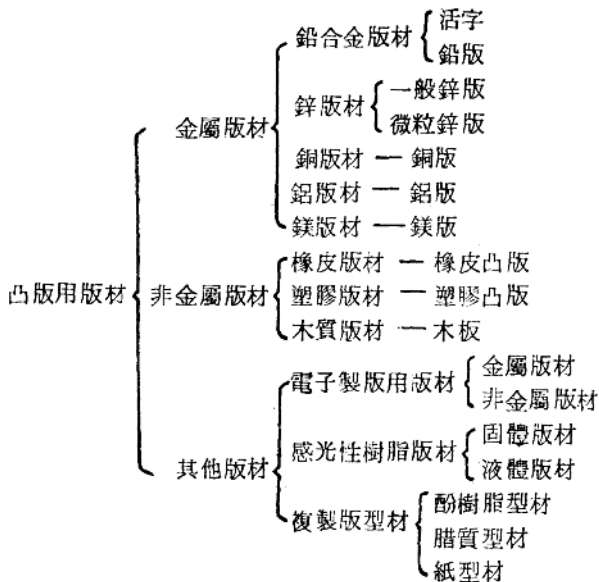 凸版用版材
金屬版材
鉛合金版材
活字
鉛版
鋅版材
一般鋅版
微粒鋅版
銅版材 — 銅版
鋁版材 — 鋁版
鎂版材 — 鎂版
非金屬版材
橡皮版材 — 橡皮凸版
塑膠版材 — 塑膠凸版
木質版材 — 木板
其他版材
電子製版用版材
金屬版材
非金屬版材
感光性樹脂版材
固體版材
液體版材
複製版型材
酚樹脂型材
腊質型材
紙型材